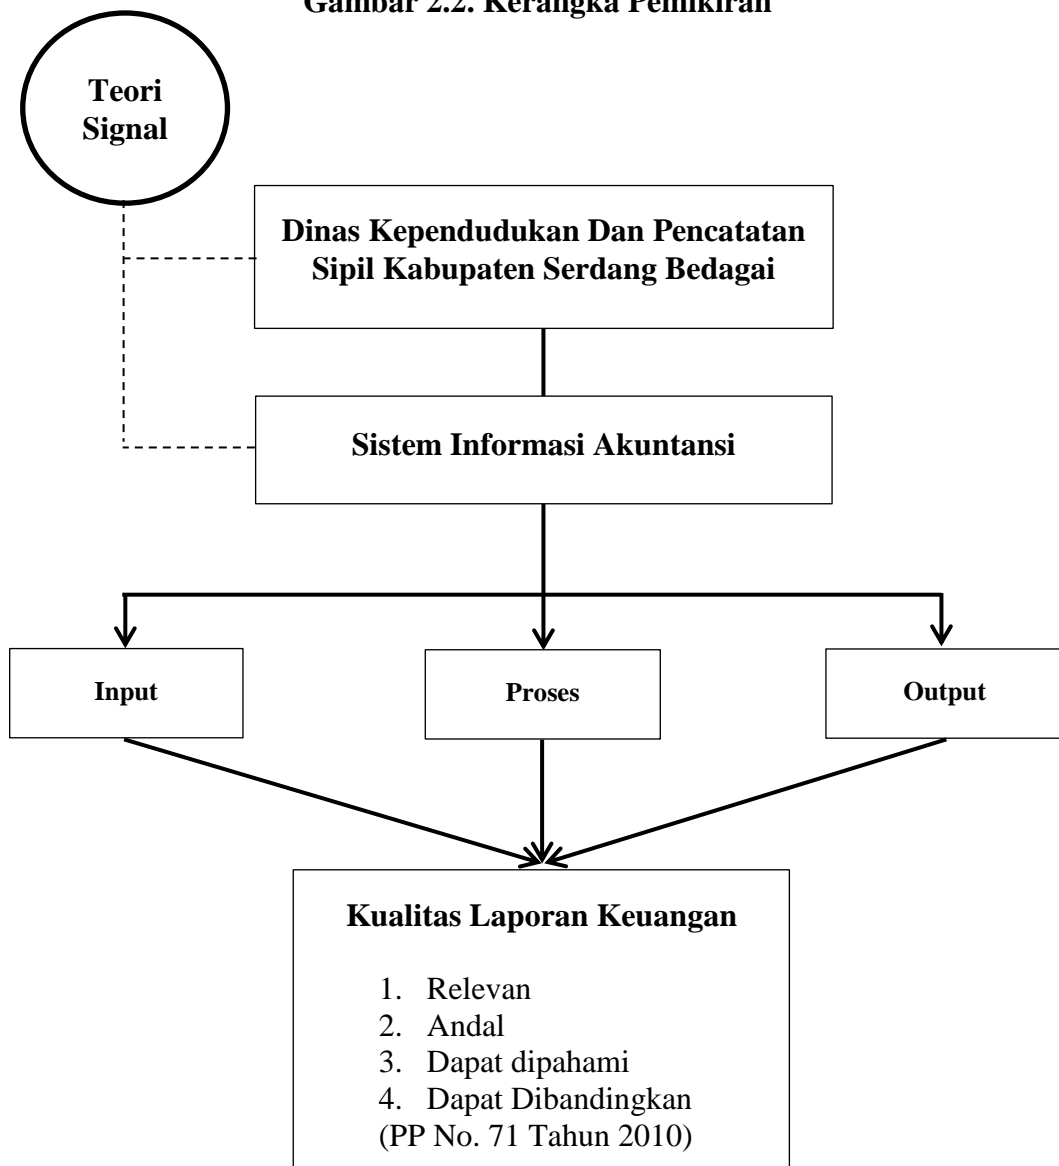 Gambar 2.2. Kerangka Pemikiran
Teori
Signal
Dinas Kependudukan Dan Pencatatan
Sipil Kabupaten Serdang Bedagai
Sistem Informasi Akuntansi
Input
Proses
Output
Kualitas Laporan Keuangan
1. Relevan
2. Andal
3. Dapat dipahami
4. Dapat Dibandingkan
(PP No. 71 Tahun 2010)